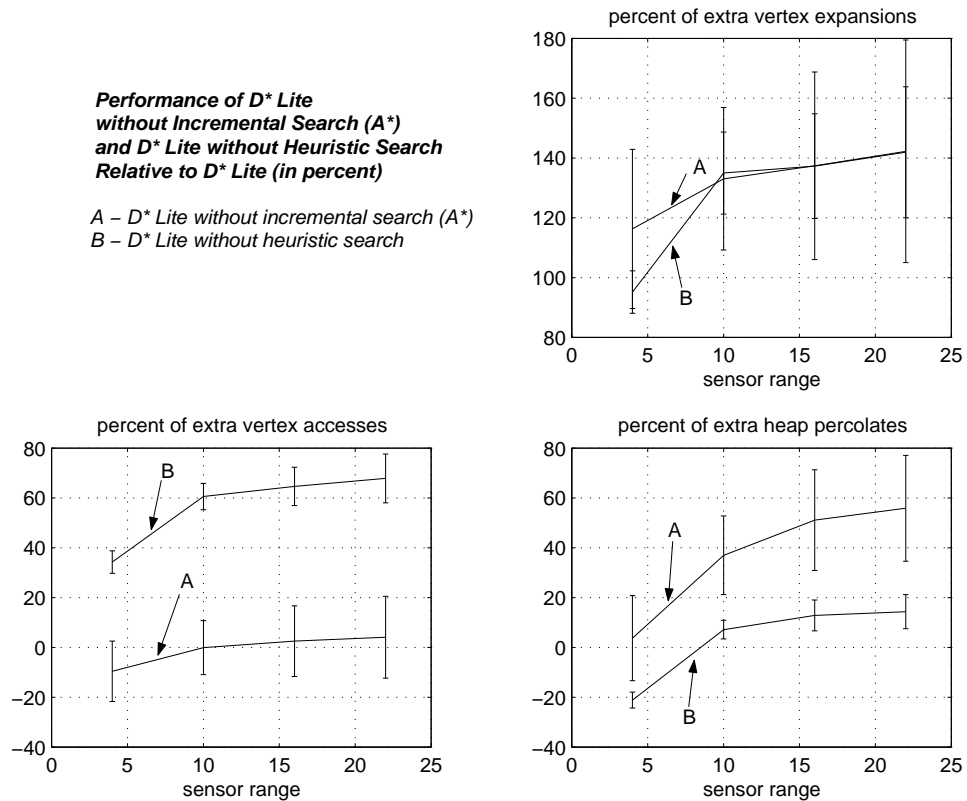 percent of extra vertex expansions
Performance of D* Lite
without Incremental Search (A*)
and D* Lite without Heuristic Search
Relative to D* Lite (in percent)
A – D* Lite without incremental search (A*)
B – D* Lite without heuristic search
180
160
140
120
100
80
A
B
0 5 10 15 20 25
sensor range
percent of extra vertex accesses
80
60
40
20
0
−20
−40
B
A
0 5 10 15 20 25
sensor range
percent of extra heap percolates
80
60
40
20
0
−20
−40
A
B
0 5 10 15 20 25
sensor range